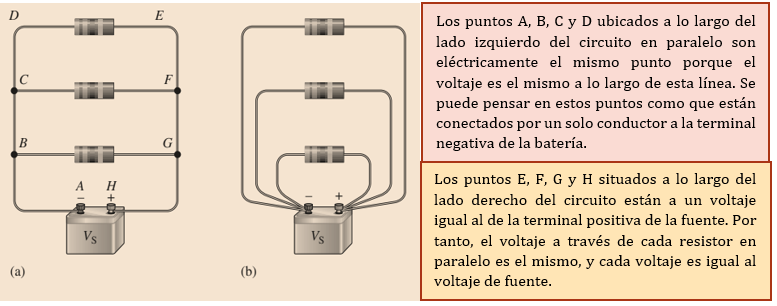 D E
C F
B G
A H
− +
VS
(a)
− +
VS
(b)
Los puntos A, B, C y D ubicados a lo largo del
lado izquierdo del circuito en paralelo son
eléctricamente el mismo punto porque el
voltaje es el mismo a lo largo de esta línea. Se
puede pensar en estos puntos como que están
conectados por un solo conductor a la terminal
negativa de la batería.
Los puntos E, F, G y H situados a lo largo del
lado derecho del circuito están a un voltaje
igual al de la terminal positiva de la fuente. Por
tanto, el voltaje a través de cada resistor en
paralelo es el mismo, y cada voltaje es igual al
voltaje de fuente.